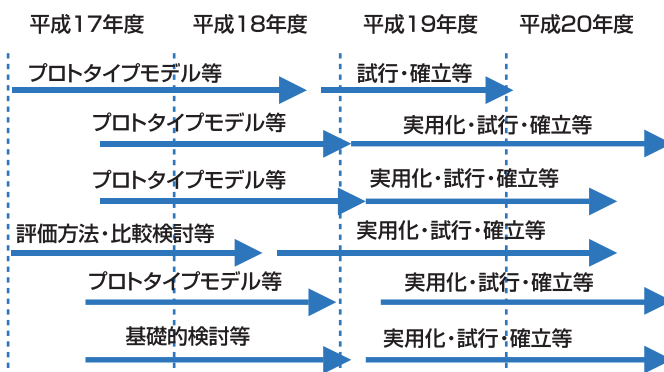 平成17年度 平成18年度 平成19年度 平成20年度
プロトタイプモデル等 試行・確立等
プロトタイプモデル等 実用化・試行・確立等
プロトタイプモデル等 実用化・試行・確立等
評価方法・比較検討等 実用化・試行・確立等
プロトタイプモデル等 実用化・試行・確立等
基礎的検討等 実用化・試行・確立等